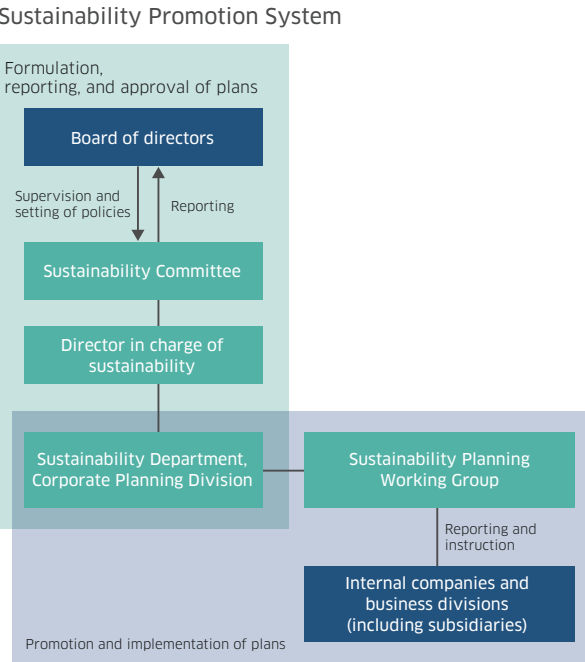 Sustainability Promotion System
Formulation,
reporting, and approval of plans
Board of directors
Supervision and
setting of policies
Reporting
Sustainability Committee
Director in charge of
sustainability
Sustainability Department,
Corporate Planning Division
Sustainability Planning
Working Group
Reporting and
instruction
Internal companies and
business divisions
(including subsidiaries)
Promotion and implementation of plans